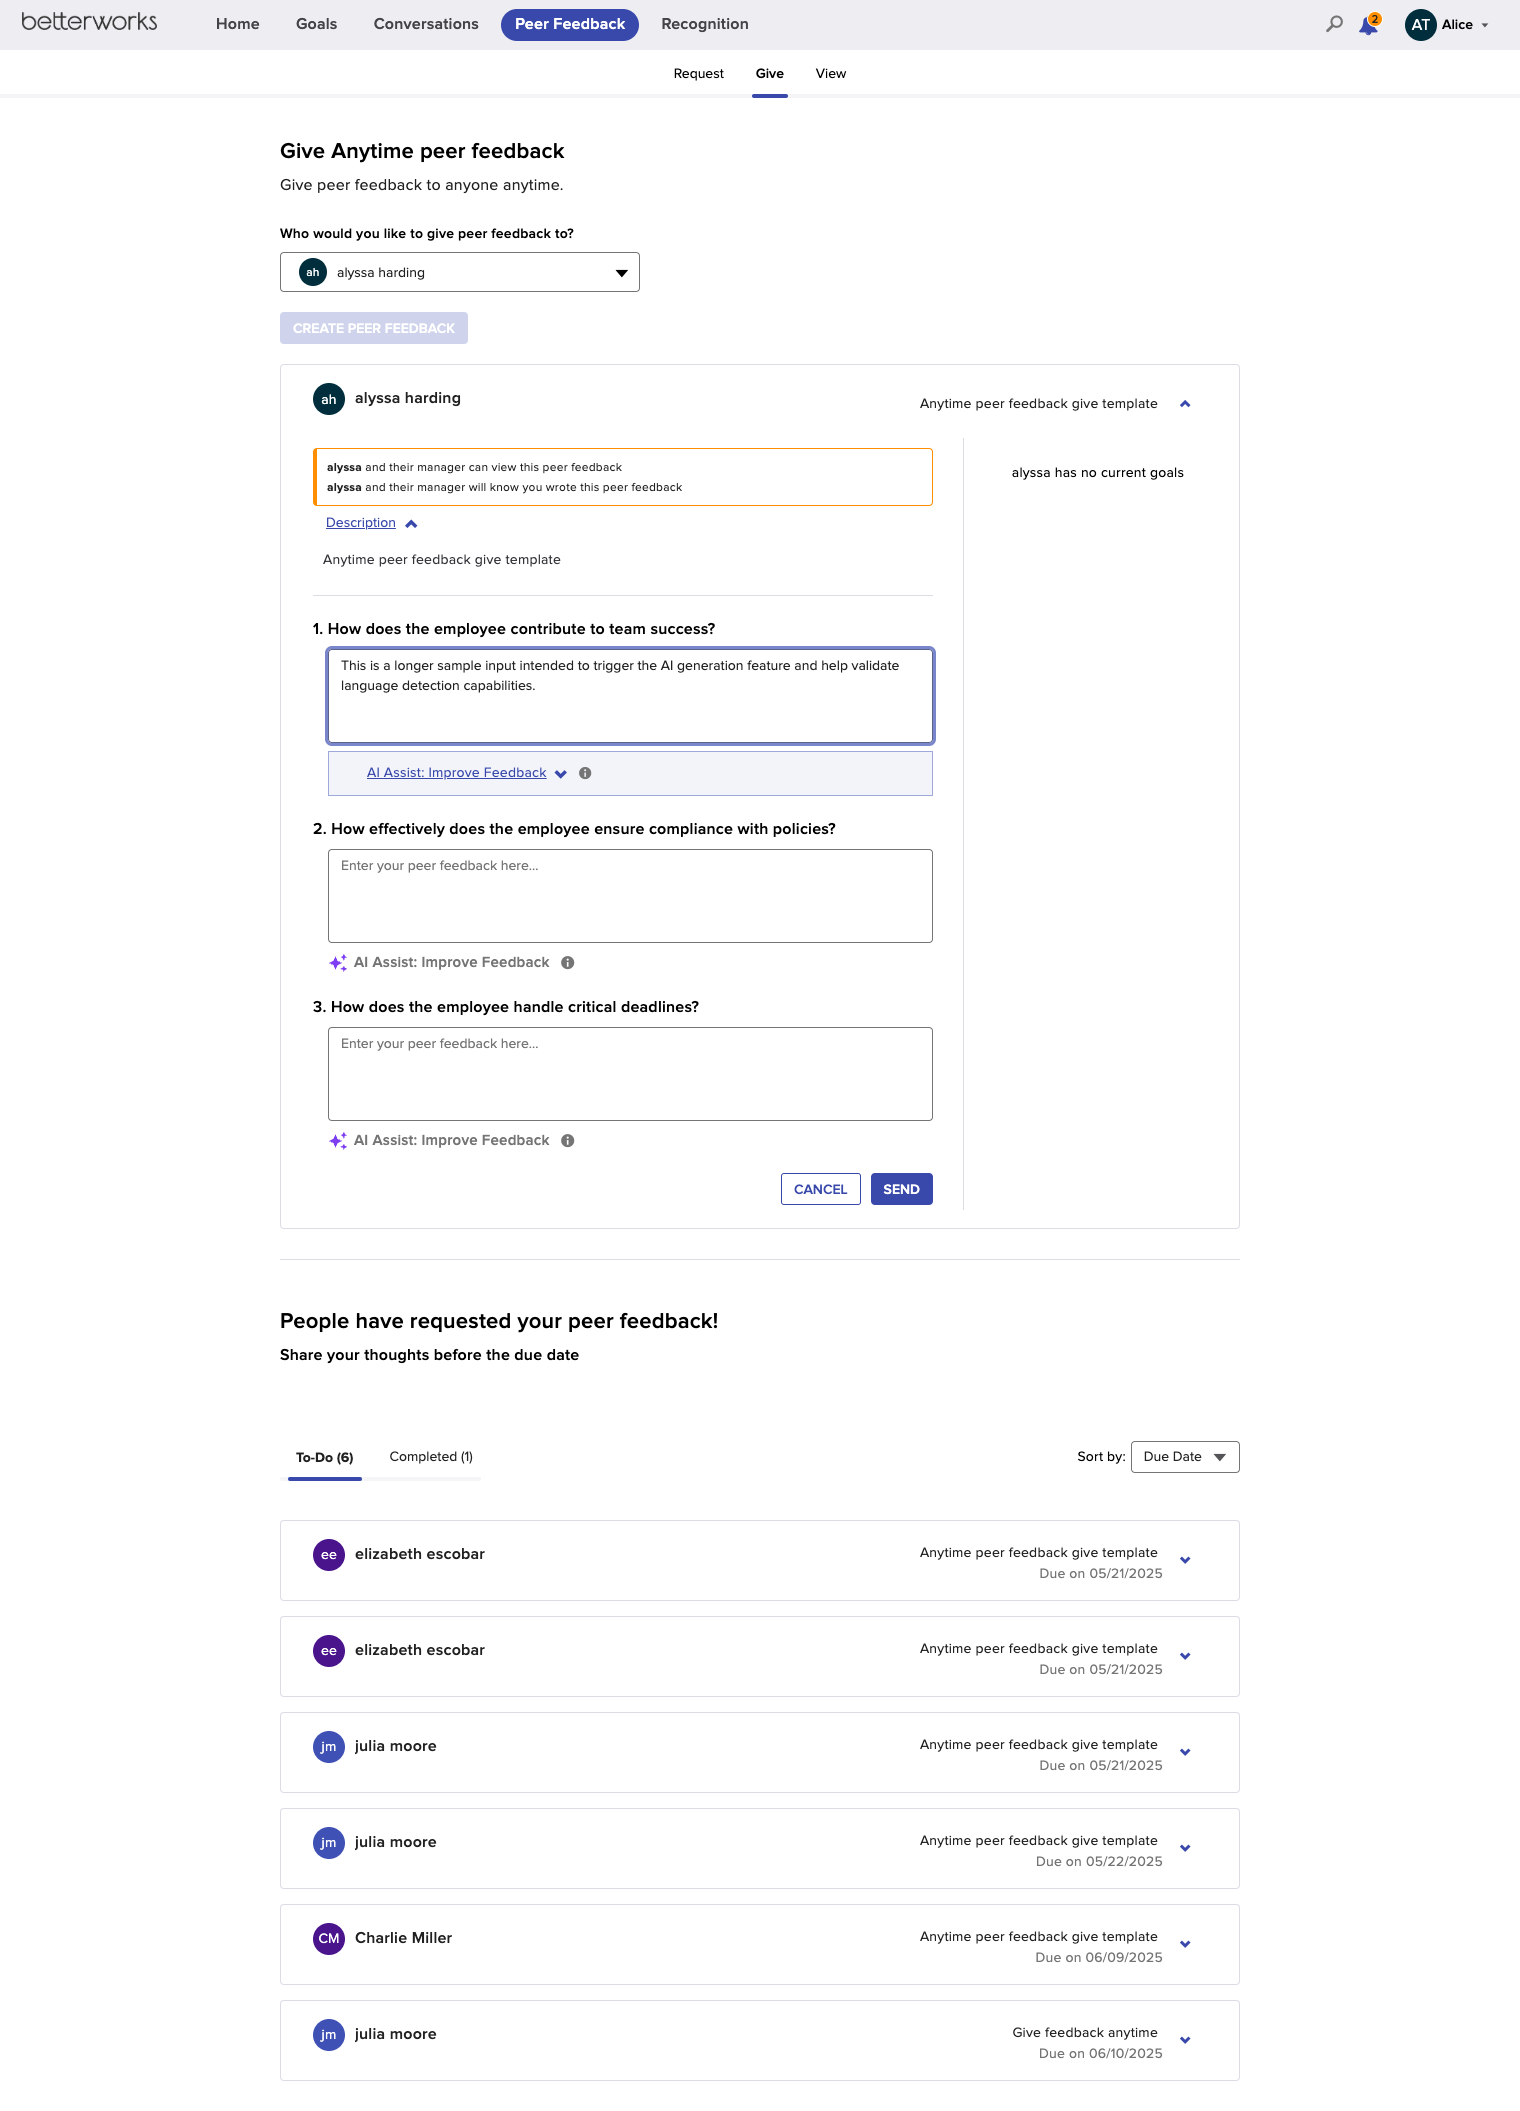 betterworks
Home Goals Conversations Peer Feedback Recognition
2 AT Alice
Request Give View
Give Anytime peer feedback
Give peer feedback to anyone anytime.
Who would you like to give peer feedback to?
ah alyssa harding
CREATE PEER FEEDBACK
ah alyssa harding
Anytime peer feedback give template
alyssa and their manager can view this peer feedback
alyssa and their manager will know you wrote this peer feedback
alyssa has no current goals
Description
Anytime peer feedback give template
1. How does the employee contribute to team success?
This is a longer sample input intended to trigger the AI generation feature and help validate
language detection capabilities.
AI Assist: Improve Feedback
2. How effectively does the employee ensure compliance with policies?
Enter your peer feedback here...
AI Assist: Improve Feedback
3. How does the employee handle critical deadlines?
Enter your peer feedback here...
AI Assist: Improve Feedback
CANCEL SEND
People have requested your peer feedback!
Share your thoughts before the due date
To-Do (6) Completed (1)
Sort by: Due Date
ee elizabeth escobar
Anytime peer feedback give template
Due on 05/21/2025
ee elizabeth escobar
Anytime peer feedback give template
Due on 05/21/2025
jm julia moore
Anytime peer feedback give template
Due on 05/21/2025
jm julia moore
Anytime peer feedback give template
Due on 05/22/2025
CM Charlie Miller
Anytime peer feedback give template
Due on 06/09/2025
jm julia moore
Give feedback anytime
Due on 06/10/2025